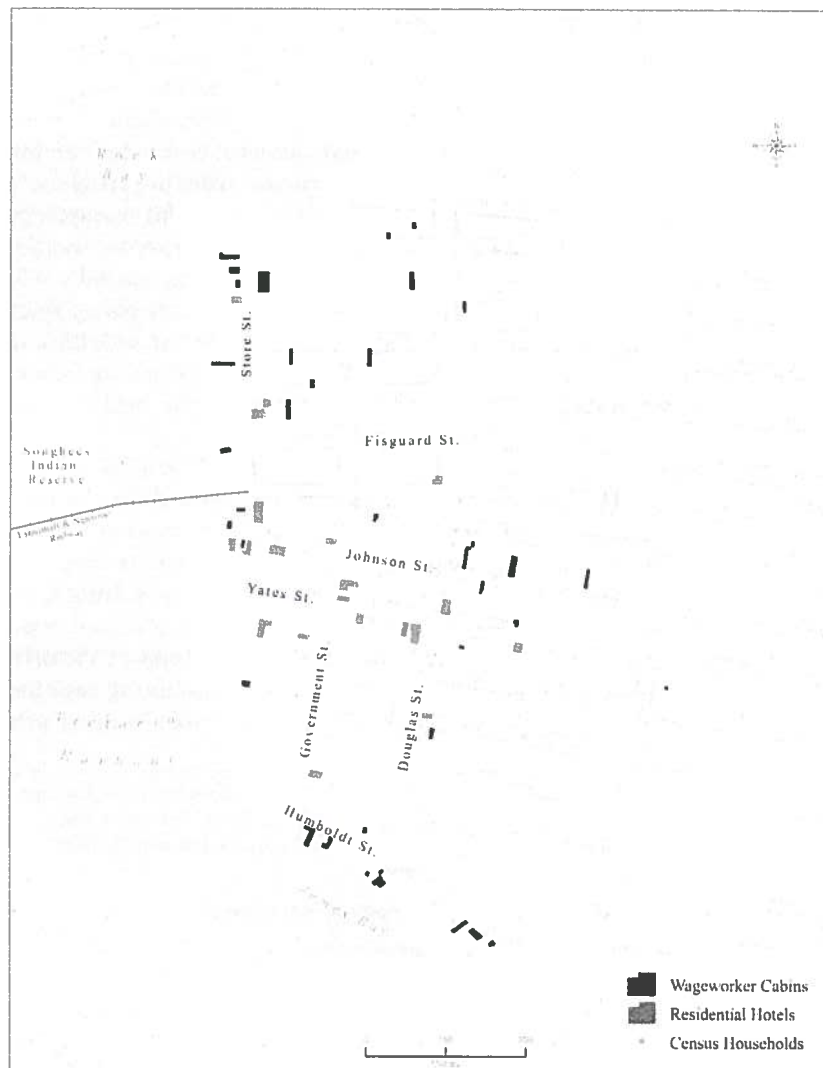 Store St.
Fisguard St.
Songhees
Indian
Reserve
Railway
Johnson St.
Yates St.
Government St.
Douglas St.
Humboldt St.
Wageworker Cabins
Residential Hotels
Census Households